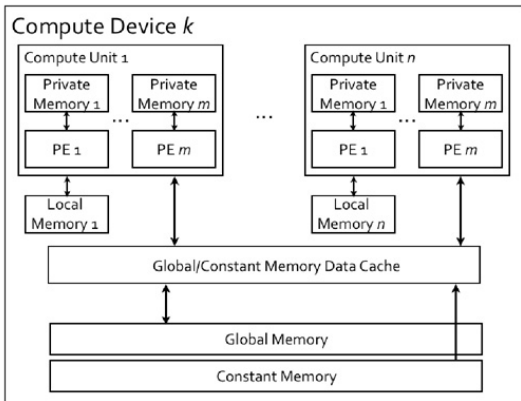 Compute Device k
Compute Unit 1
Compute Unit n
Private Memory 1
Private Memory m
Private Memory 1
Private Memory m
...
...
...
PE 1
PE m
PE 1
PE m
Local Memory 1
Local Memory n
Global/Constant Memory Data Cache
Global Memory
Constant Memory